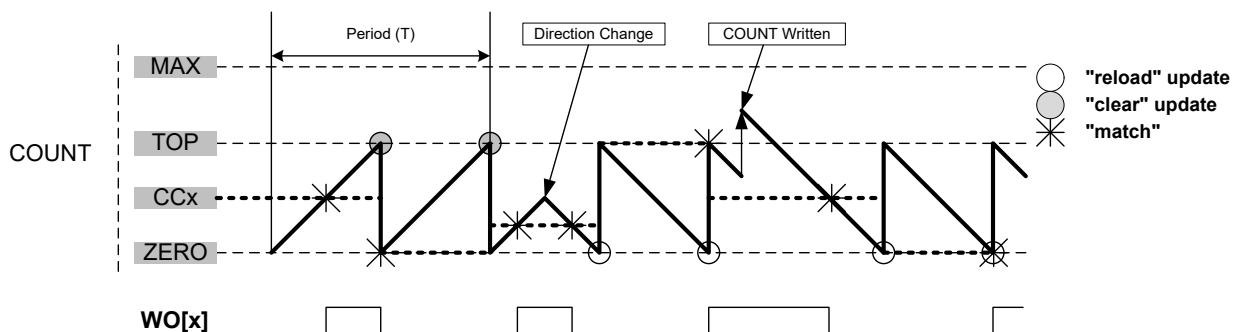 Period (T)
Direction Change
COUNT Written
MAX
"reload" update
"clear" update
"match"
TOP
COUNT
CCx
ZERO
WO[x]